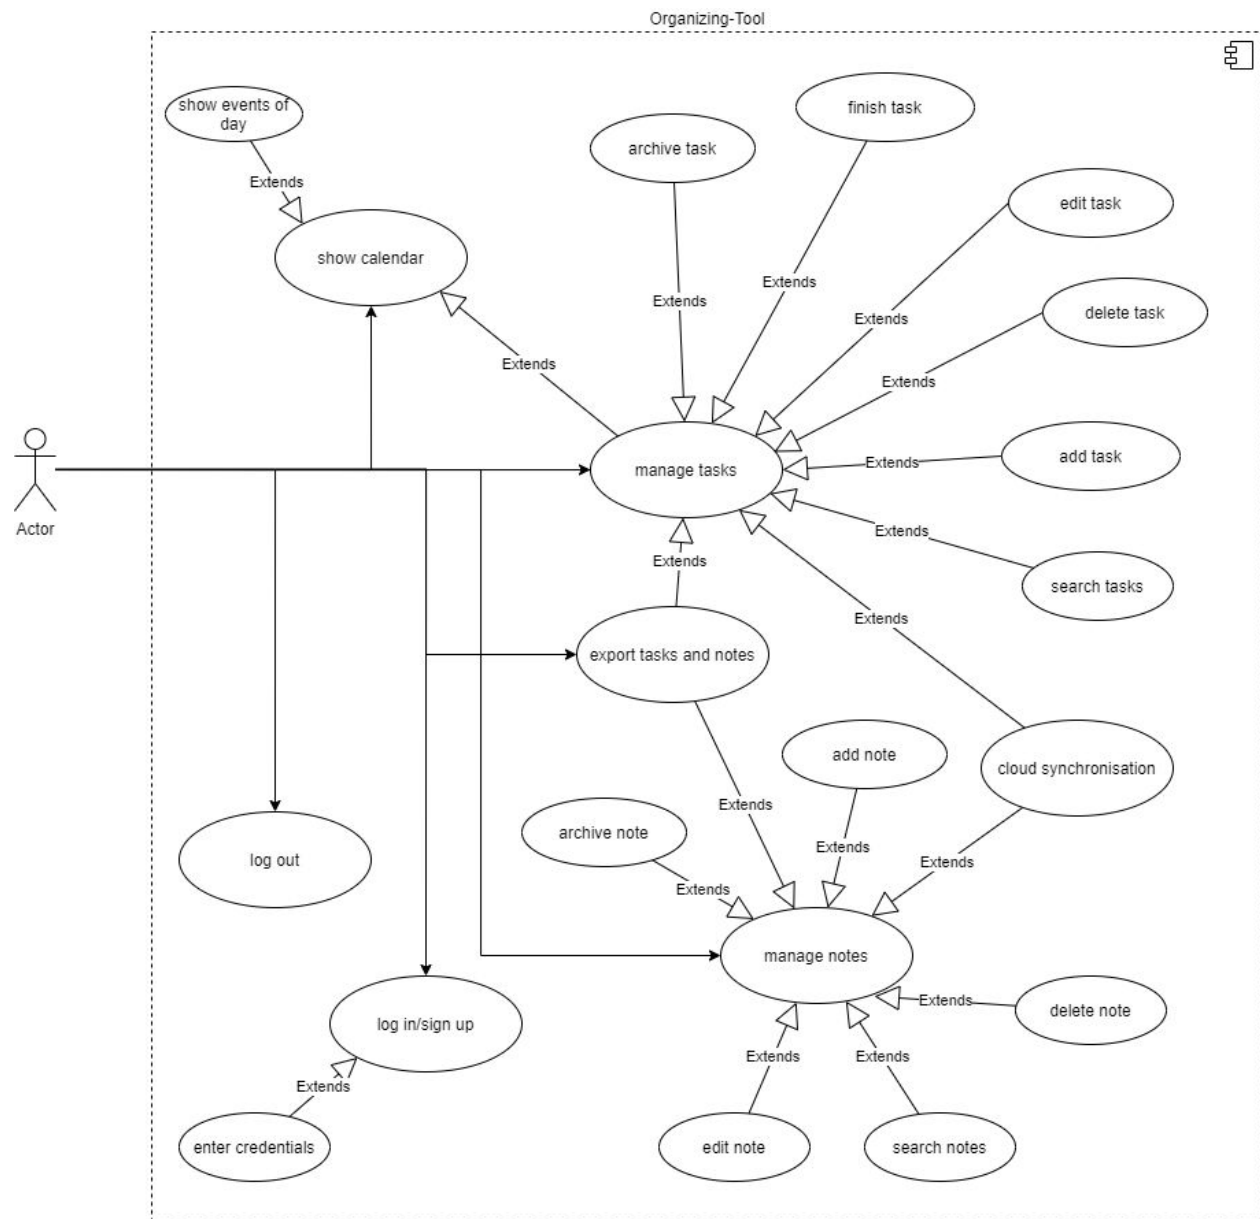 Organizing-Tool
show events of
day
finish task
archive task
Extends
edit task
show calendar
Extends
Extends
delete task
Extends
Extends
Extends
Actor
manage tasks
Extends
add task
Extends
Extends
search tasks
Extends
export tasks and notes
add note
cloud synchronisation
Extends
archive note
Extends
Extends
log out
Extends
manage notes
Extends
delete note
log in/sign up
Extends
Extends
Extends
enter credentials
edit note
search notes